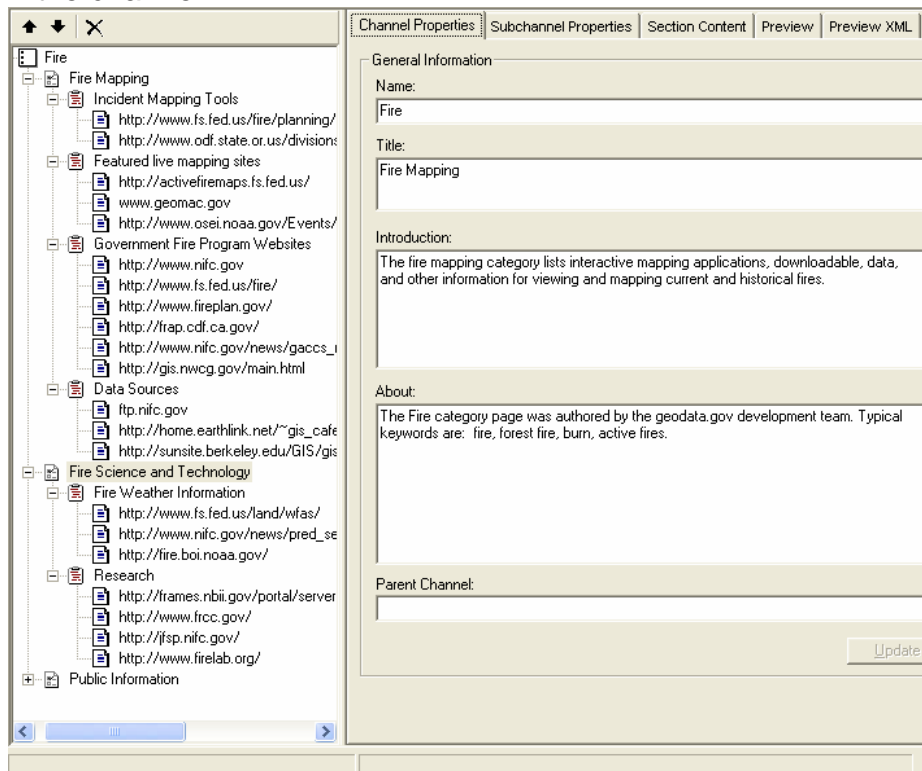 Channel Properties
Subchannel Properties
Section Content
Preview
Preview XML
Fire
Fire Mapping
Incident Mapping Tools
http://www.fs.fed.us/fire/planning/
http://www.odf.state.or.us/divisions
Featured live mapping sites
http://activefiremaps.fs.fed.us/
www.geomac.gov
http://www.osei.noaa.gov/Events/
Government Fire Program Websites
http://www.nifc.gov
http://www.fs.fed.us/fire/
http://www.fireplan.gov/
http://frap.cdf.ca.gov/
http://www.nifc.gov/news/gaccs_
http://gis.nwcg.gov/main.html
Data Sources
ftp.nifc.gov
http://home.earthlink.net/~gis_cafe
http://sunsite.berkeley.edu/GIS/gis
Fire Science and Technology
Fire Weather Information
http://www.fs.fed.us/land/wfas/
http://www.nifc.gov/news/pred_se
http://fire.boi.noaa.gov/
Research
http://frames.nbii.gov/portal/server
http://www.frcc.gov/
http://jfsp.nifc.gov/
http://www.firelab.org/
Public Information
General Information
Name:
Fire
Title:
Fire Mapping
Introduction:
The fire mapping category lists interactive mapping applications, downloadable, data,
and other information for viewing and mapping current and historical fires.
About:
The Fire category page was authored by the geodata.gov development team. Typical
keywords are: fire, forest fire, burn, active fires.
Parent Channel:
Update